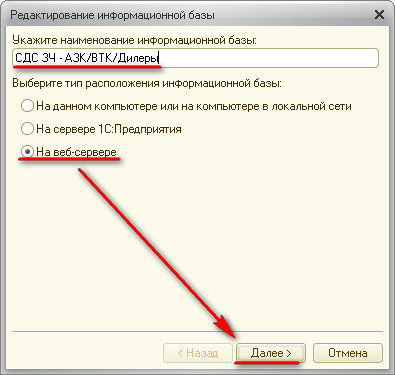 Редактирование информационной базы
Укажите наименование информационной базы:
СДС ЗЧ - АЗК/ВТК/Дилеры
Выберите тип расположения информационной базы:
На данном компьютере или на компьютере в локальной сети
На сервере 1С:Предприятия
На веб-сервере
< Назад Далее > Отмена